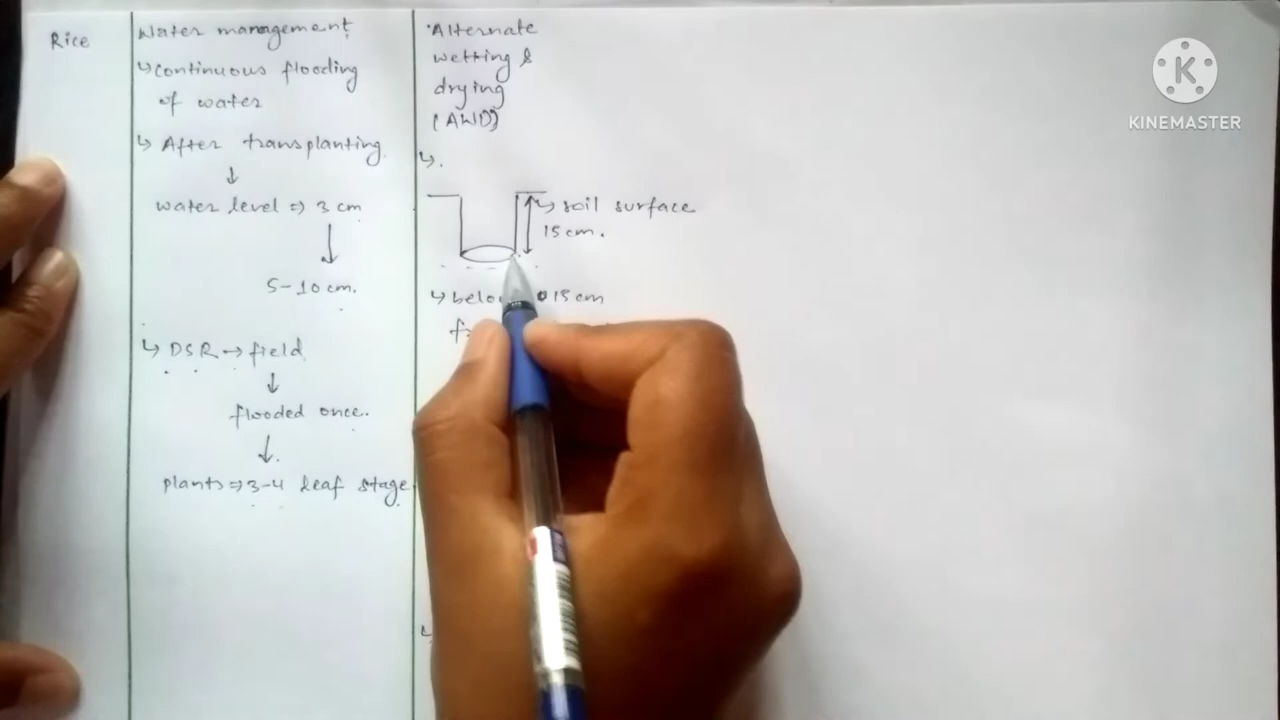 Rice
Water management
↳ Continuous flooding
of water
↳ After transplanting
↓
water level ⇒ 3 cm
↓
5-10 cm.
↳ DSR → field
↓
flooded once.
↓
plants ⇒ 3-4 leaf stage
Alternate
wetting &
drying
(AWD)
↳ soil surface
15 cm.
↳ 15 cm
K
KINEMASTER